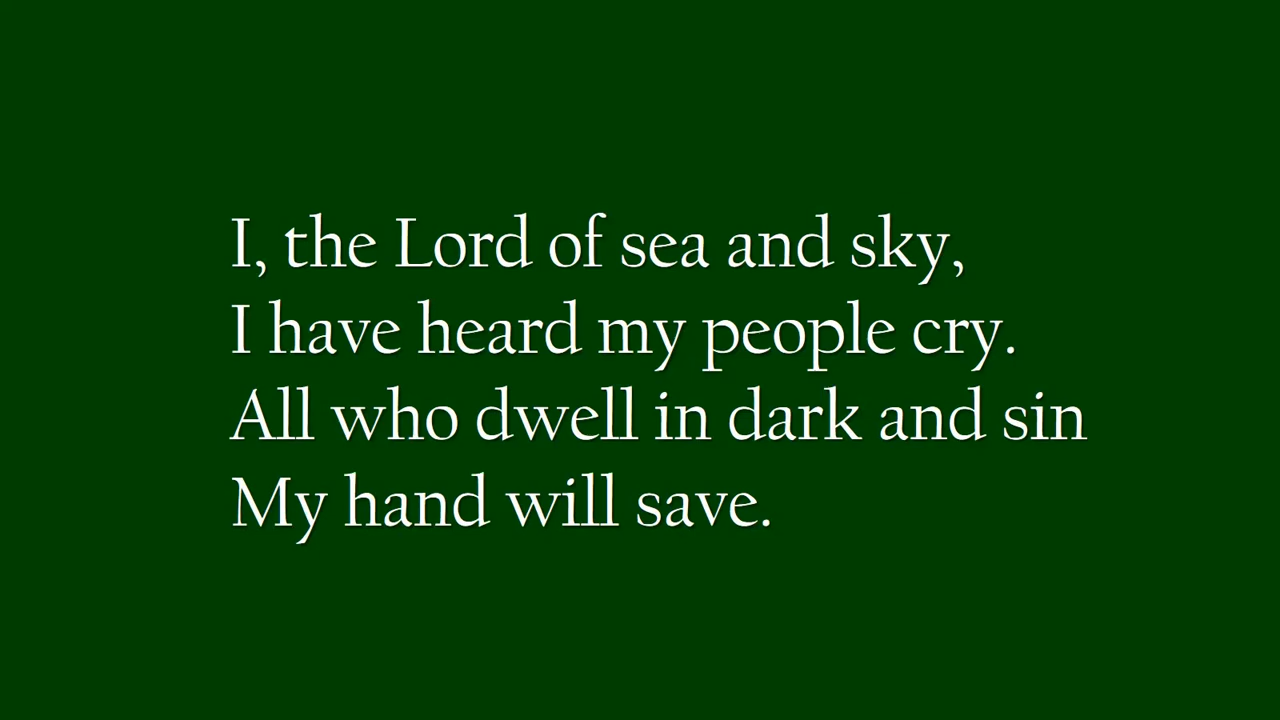 I, the Lord of sea and sky,
I have heard my people cry.
All who dwell in dark and sin
My hand will save.